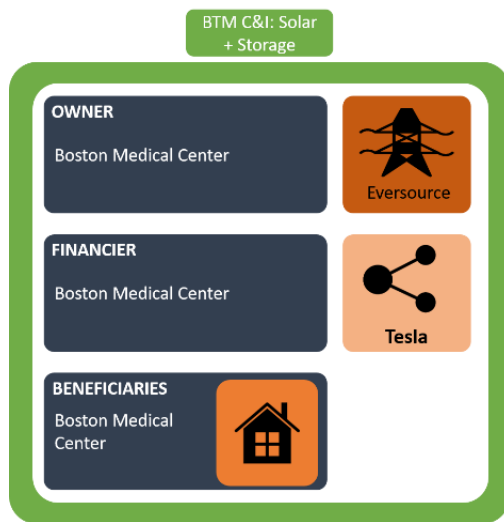 BTM C&I: Solar
+ Storage
OWNER
Boston Medical Center
Eversource
FINANCIER
Boston Medical Center
Tesla
BENEFICIARIES
Boston Medical
Center